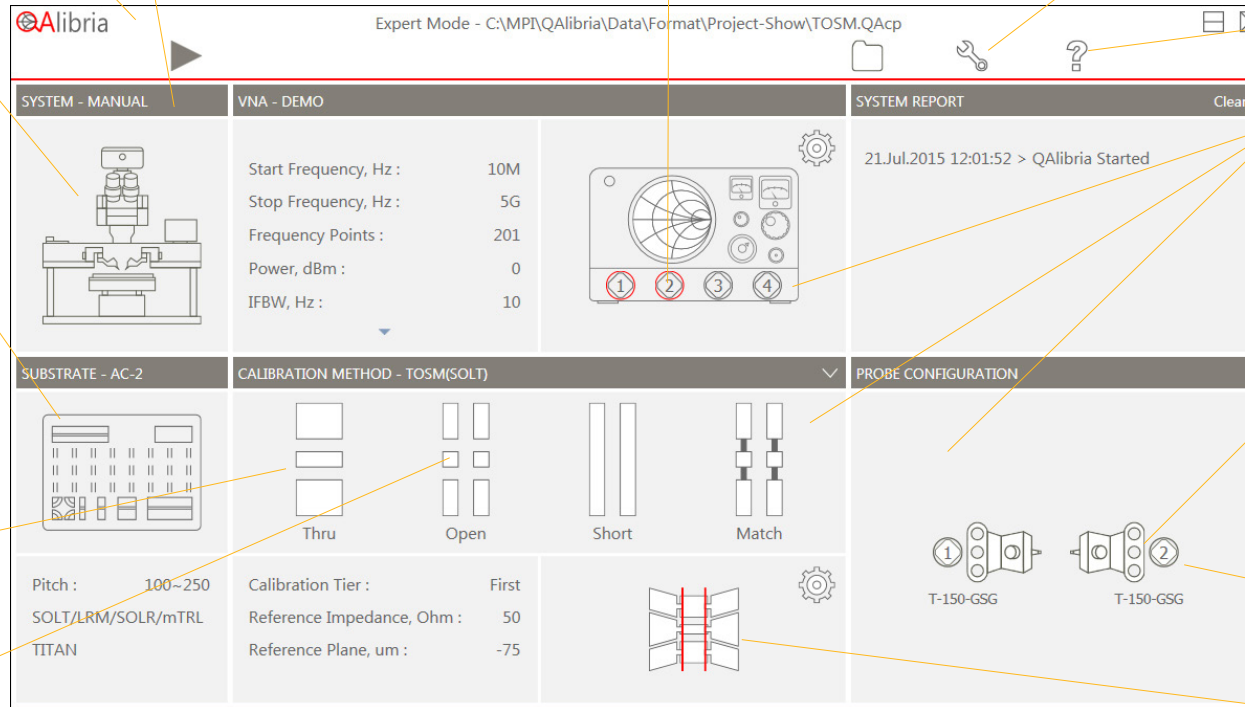 QAlibria
Expert Mode - C:\MPI\QAlibria\Data\Format\Project-Show\TOSM.QAcp
SYSTEM - MANUAL
VNA - DEMO
Start Frequency, Hz : 10M
Stop Frequency, Hz : 5G
Frequency Points : 201
Power, dBm : 0
IFBW, Hz : 10
1 2 3 4
SYSTEM REPORT Clear
21.Jul.2015 12:01:52 > QAlibria Started
SUBSTRATE - AC-2
Pitch : 100~250
SOLT/LRM/SOLR/mTRL
TITAN
CALIBRATION METHOD - TOSM(SOLT)
Thru Open Short Match
Calibration Tier : First
Reference Impedance, Ohm : 50
Reference Plane, um : -75
PROBE CONFIGURATION
1 2
T-150-GSG T-150-GSG